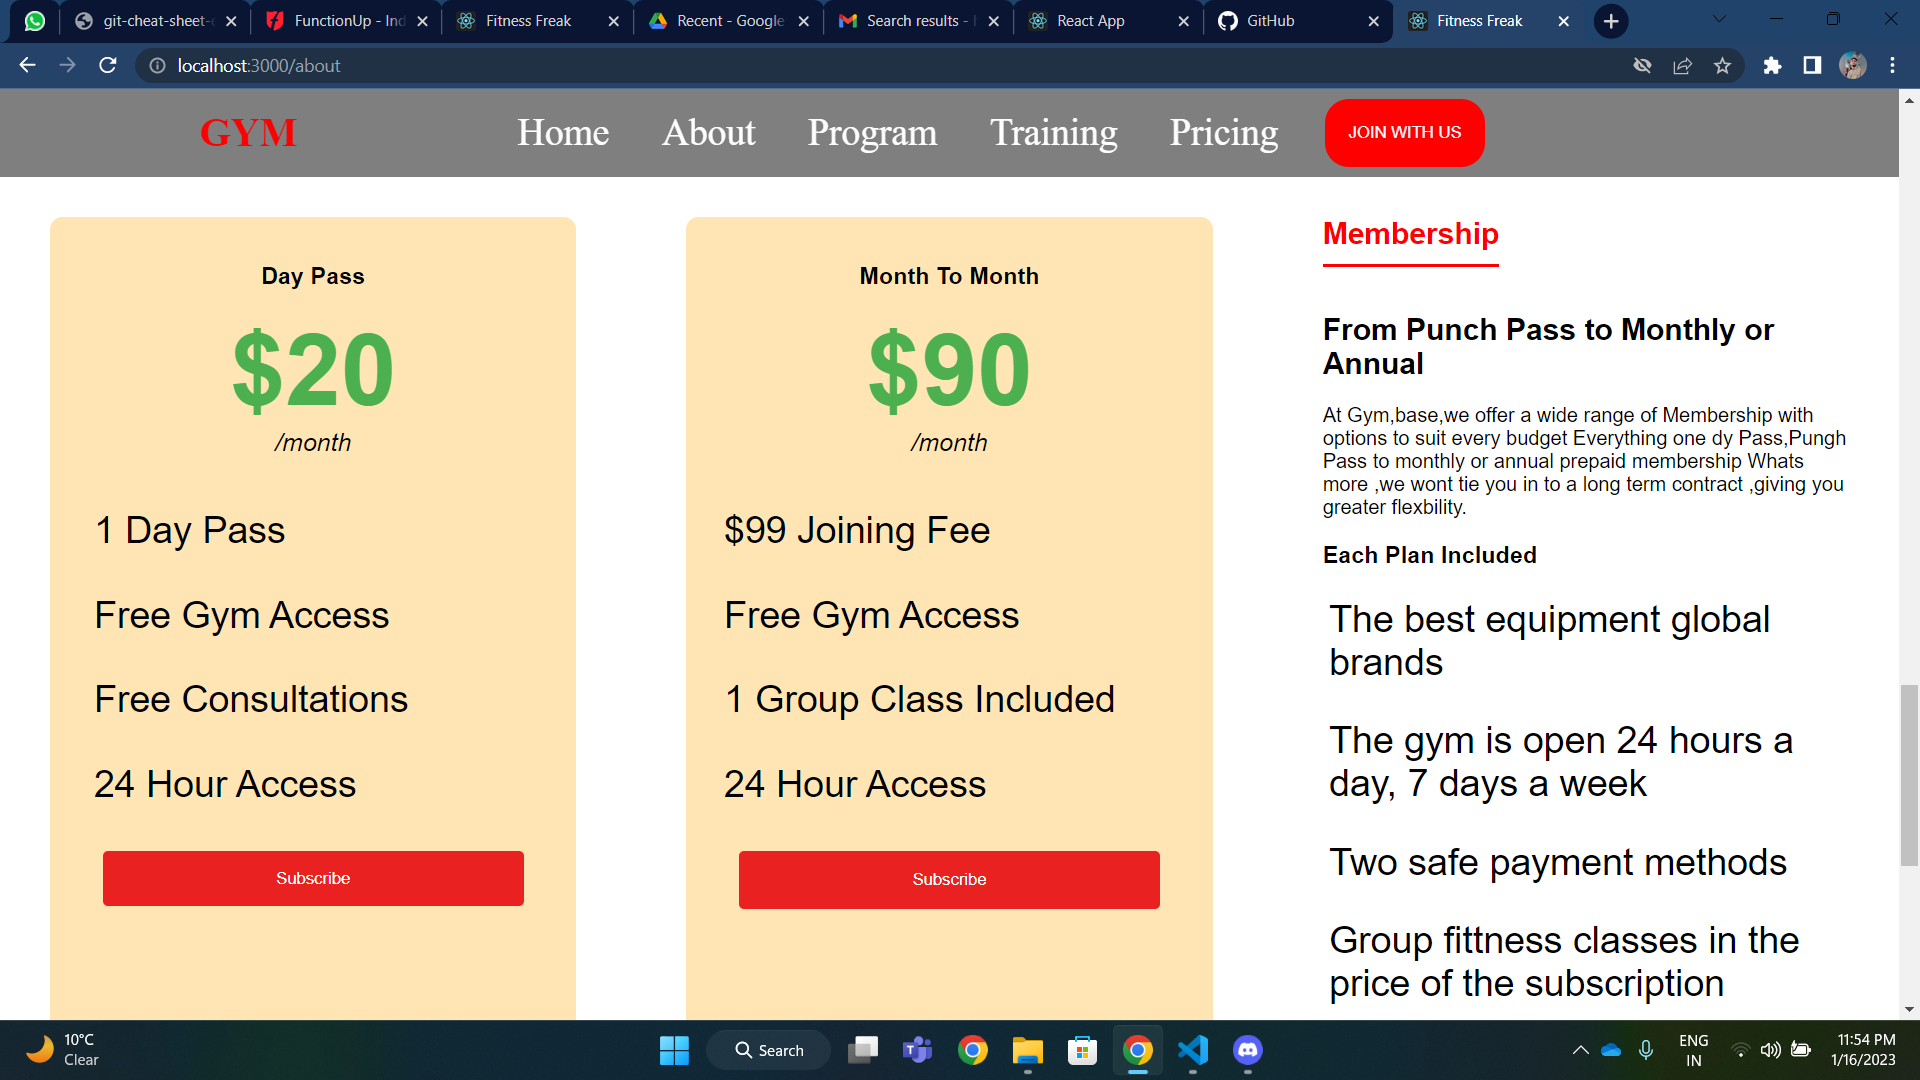 git-cheat-sheet-e
FunctionUp - Ind
Fitness Freak
Recent - Google
Search results -
React App
GitHub
Fitness Freak
localhost:3000/about
GYM
Home
About
Program
Training
Pricing
JOIN WITH US
Day Pass
$20
/month
1 Day Pass
Free Gym Access
Free Consultations
24 Hour Access
Subscribe
Month To Month
$90
/month
$99 Joining Fee
Free Gym Access
1 Group Class Included
24 Hour Access
Subscribe
Membership
From Punch Pass to Monthly or
Annual
At Gym,base,we offer a wide range of Membership with
options to suit every budget Everything one dy Pass,Pungh
Pass to monthly or annual prepaid membership Whats
more ,we wont tie you in to a long term contract ,giving you
greater flexbility.
Each Plan Included
The best equipment global
brands
The gym is open 24 hours a
day, 7 days a week
Two safe payment methods
Group fittness classes in the
price of the subscription
10°C
Clear
Search
ENG
IN
11:54 PM
1/16/2023